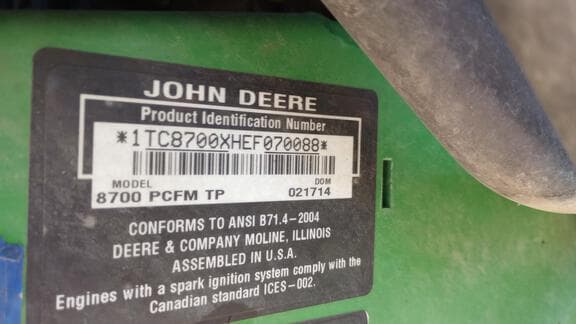 JOHN DEERE
Product Identification Number
*1TC8700XHEF070088*
MODEL DOM
8700 PCFM TP 021714
CONFORMS TO ANSI B71.4-2004
DEERE & COMPANY MOLINE, ILLINOIS
ASSEMBLED IN U.S.A.
Engines with a spark ignition system comply with the
Canadian standard ICES-002.